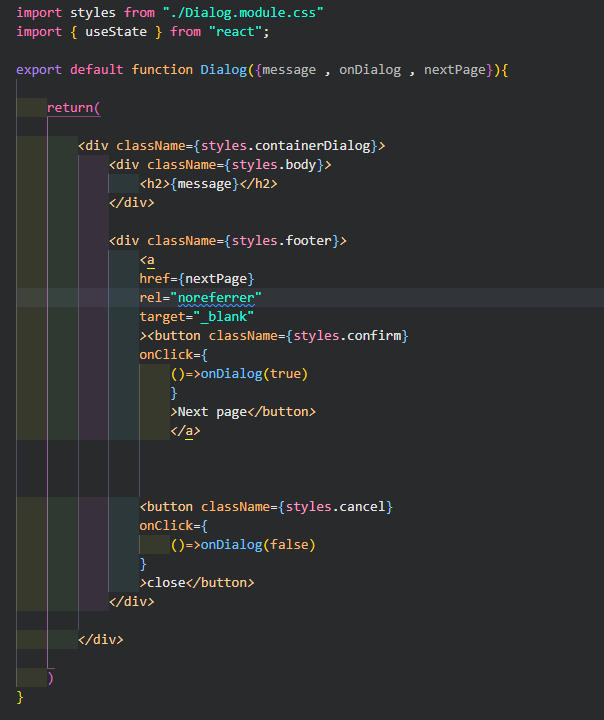 import styles from "./Dialog.module.css"
import { useState } from "react";
export default function Dialog({message , onDialog , nextPage}){
return(
<div className={styles.containerDialog}>
<div className={styles.body}>
<h2>{message}</h2>
</div>
<div className={styles.footer}>
<a
href={nextPage}
rel="noreferrer"
target="_blank"
><button className={styles.confirm}
onClick={
()=>onDialog(true)
}
>Next page</button>
</a>
<button className={styles.cancel}
onClick={
()=>onDialog(false)
}
>close</button>
</div>
</div>
)
}